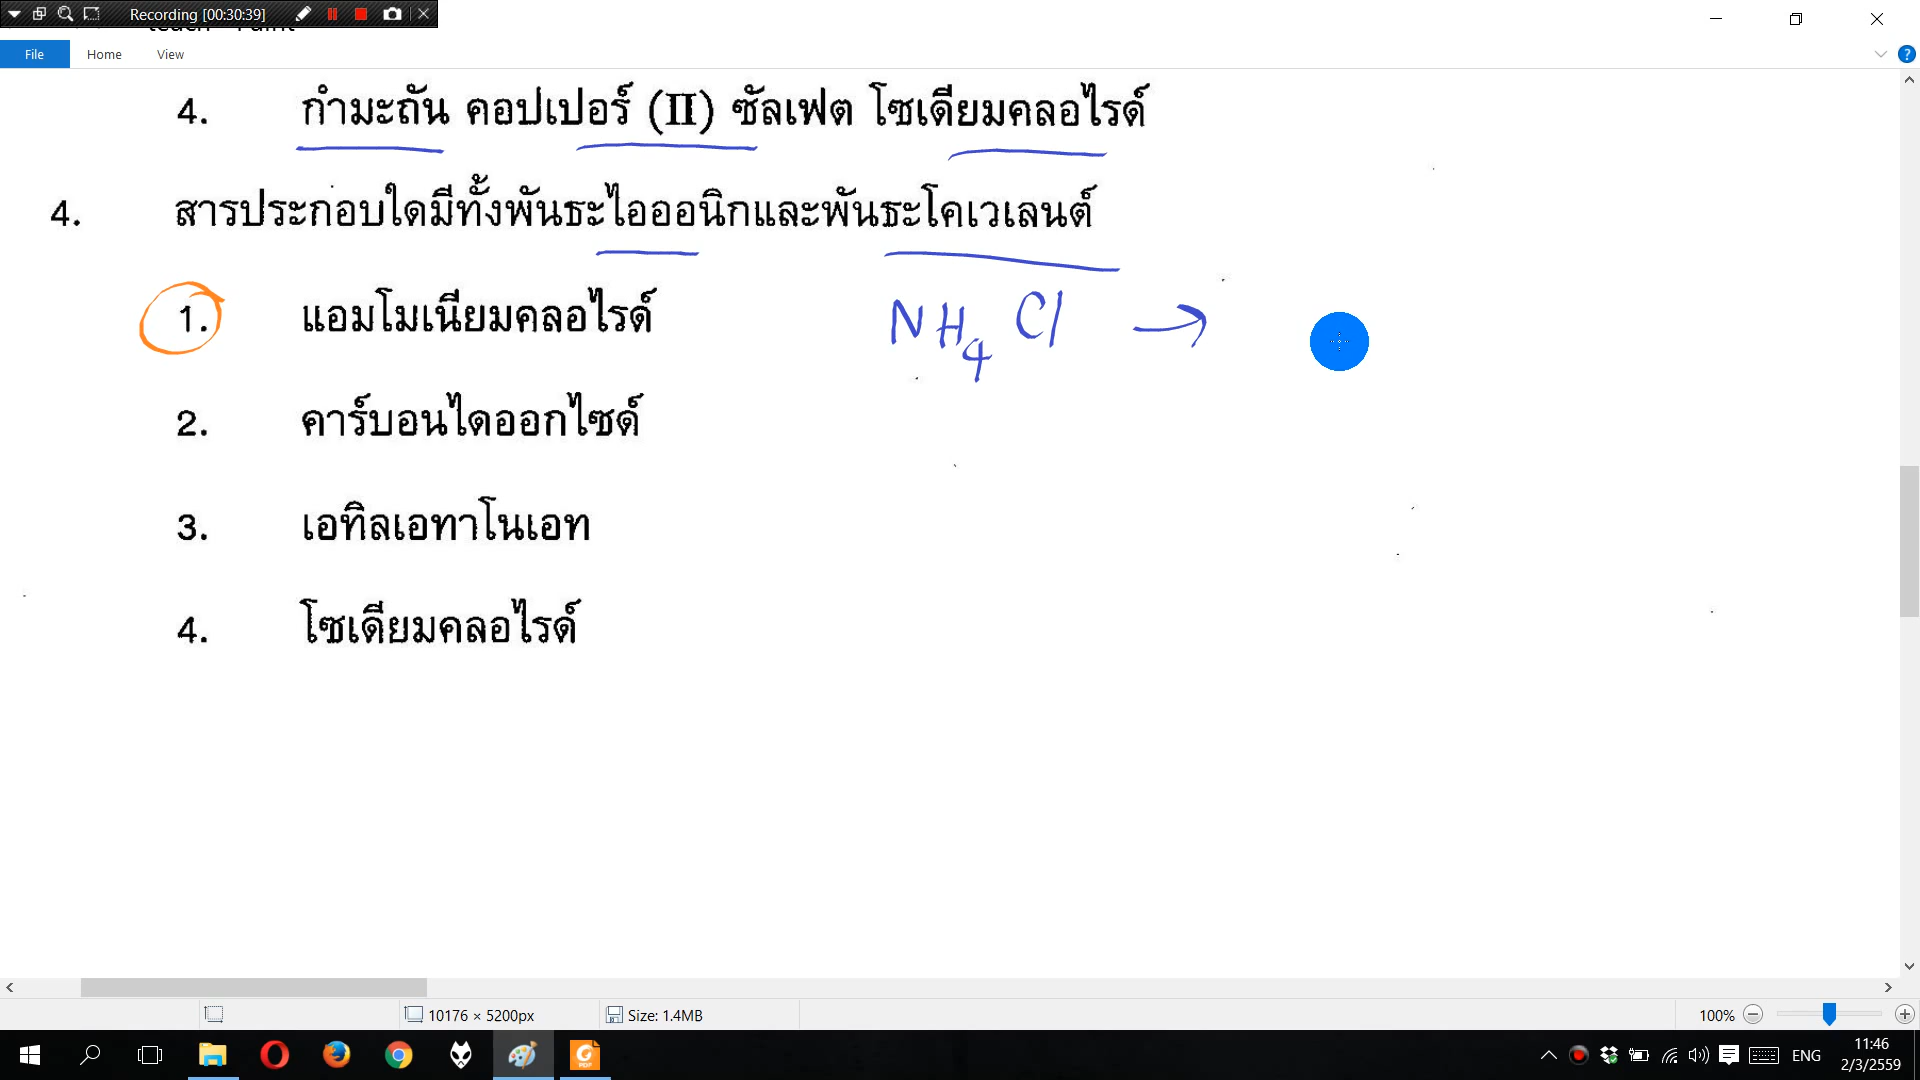 Recording [00:30:39]
File Home View
4. กำมะถัน คอปเปอร์ (II) ซัลเฟต โซเดียมคลอไรด์
4. สารประกอบใดมีทั้งพันธะไอออนิกและพันธะโคเวเลนต์
1. แอมโมเนียมคลอไรด์ NH4 Cl →
2. คาร์บอนไดออกไซด์
3. เอทิลเอทาโนเอท
4. โซเดียมคลอไรด์
10176 × 5200px Size: 1.4MB 100%
ENG 11:46
2/3/2559